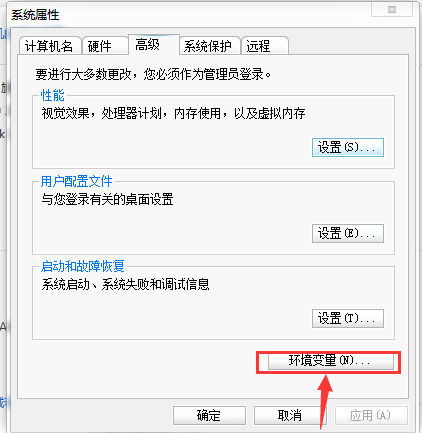 系统属性
计算机名 硬件 高级 系统保护 远程
要进行大多数更改，您必须作为管理员登录。
性能
视觉效果，处理器计划，内存使用，以及虚拟内存
设置(S)...
用户配置文件
与您登录有关的桌面设置
设置(E)...
启动和故障恢复
系统启动、系统失败和调试信息
设置(T)...
环境变量(N)...
确定 取消 应用(A)